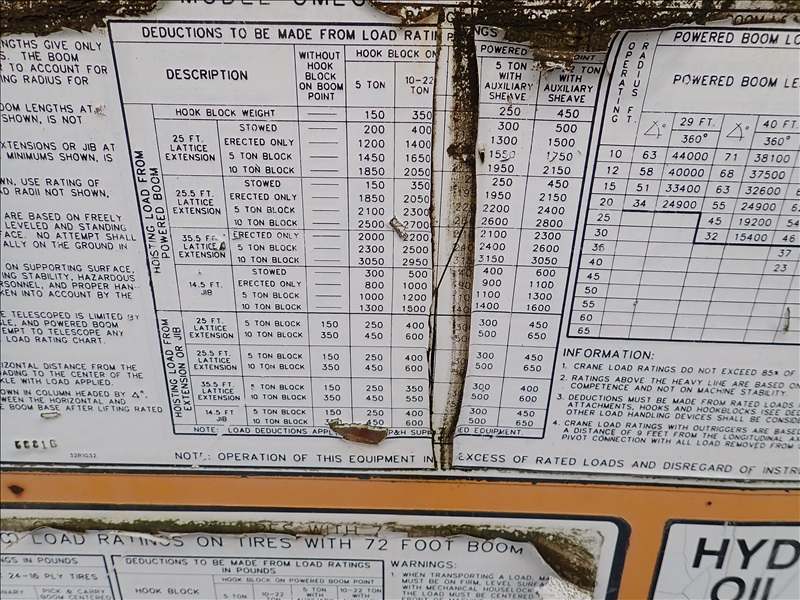 MODEL OMEGA
DEDUCTIONS TO BE MADE FROM LOAD RATINGS
DESCRIPTION
WITHOUT HOOK BLOCK ON BOOM POINT
HOOK BLOCK ON POWERED POINT
5 TON
10-22 TON
5 TON WITH AUXILIARY SHEAVE
WITH AUXILIARY SHEAVE
HOISTING LOAD FROM POWERED BOOM
HOOK BLOCK WEIGHT — 150 350 250 450
25 FT. LATTICE EXTENSION
STOWED — 200 400 300 500
ERECTED ONLY — 1200 1400 1300 1500
5 TON BLOCK — 1450 1650 1550 1750
10 TON BLOCK — 1850 2050 1950 2150
25.5 FT. LATTICE EXTENSION
STOWED — 150 350 250 450
ERECTED ONLY — 1850 2050 1950 2150
5 TON BLOCK — 2100 2300 2200 2400
10 TON BLOCK — 2500 2700 2600 2800
35.5 FT. LATTICE EXTENSION
ERECTED ONLY — 2000 2200 2100 2300
5 TON BLOCK — 2300 2500 2400 2600
10 TON BLOCK — 3050 2950 3150 3050
14.5 FT. JIB
STOWED — 300 500 400 600
ERECTED ONLY — 800 1000 900 1100
5 TON BLOCK — 1000 1200 1100 1300
10 TON BLOCK — 1300 1500 1400 1600
HOISTING LOAD FROM EXTENSION OR JIB
25 FT. LATTICE EXTENSION
5 TON BLOCK 150 250 400 300 450
10 TON BLOCK 350 450 600 500 650
25.5 FT. LATTICE EXTENSION
5 TON BLOCK 150 250 400 300 450
10 TON BLOCK 350 450 600 500 650
35.5 FT. LATTICE EXTENSION
5 TON BLOCK 150 250 350 300 400
10 TON BLOCK 350 450 550 500 600
14.5 FT JIB
5 TON BLOCK 150 250 400 300 450
10 TON BLOCK 450 600 500 650
NOTE: LOAD DEDUCTIONS P&H EQUIPMENT.
NOTE: OPERATION OF THIS EQUIPMENT IN EXCESS OF RATED LOADS AND DISREGARD OF
NGTHS GIVE ONLY
S. THE BOOM
TO ACCOUNT FOR
NG RADIUS FOR
OOM LENGTHS AT
SHOWN, IS NOT
XTENSIONS OR JIB AT
MINIMUMS SHOWN, IS
WN, USE RATING OF
D RADII NOT SHOWN,
ARE BASED ON FREELY
LEVELED AND STANDING
FACE. NO ATTEMPT SHALL
ALLY ON THE GROUND IN
ON SUPPORTING SURFACE,
ING STABILITY, HAZARDOUS
RSONNEL, AND PROPER HAN-
KEN INTO ACCOUNT BY THE
TELESCOPED IS LIMITED BY
GLE, AND POWERED BOOM
EMPT TO TELESCOPE ANY
LOAD RATING CHART.
IZONTAL DISTANCE FROM THE
ADING TO THE CENTER OF THE
KLE WITH LOAD APPLIED.
OWN IN COLUMN HEADED BY
WEEN THE HORIZONTAL AND
BOOM BASE AFTER LIFTING RATED
POWERED BOOM
POWERED BOOM
OPERATING RADIUS FT.
29 FT. 40 FT.
360° 360°
10 63 44000 71 38100
12 58 40000 68 37500
15 51 33400 63 32600
20 34 24900 55 24900
25 45 19200 54
30 32 15400 46
35 37
40 23
45
50
55
60
65
INFORMATION:
1. CRANE LOAD RATINGS DO NOT EXCEED 85% OF
2. RATINGS ABOVE THE HEAVY LINE ARE BASED ON
COMPETENCE AND NOT ON MACHINE STABILITY.
3. DEDUCTIONS MUST BE MADE FROM RATED LOADS
ATTACHMENTS, HOOKS AND HOOKBLOCKS
OTHER LOAD HANDLING DEVICES SHALL BE
4. CRANE LOAD RATINGS WITH OUTRIGGERS ARE
A DISTANCE OF 9 FEET FROM THE LONGITUDINAL
PIVOT CONNECTION WITH ALL LOAD REMOVED FROM
LOAD RATINGS ON TIRES WITH 72 FOOT BOOM
NGS IN POUNDS
24-16 PLY TIRES
PICK & CARRY
DEDUCTIONS TO BE MADE FROM LOAD RATINGS
IN POUNDS
HOOK BLOCK ON POWERED BOOM POINT
5 TON 10-22 5 TON 10-22 TON
WARNINGS:
1. WHEN TRANSPORTING A LOAD,
MUST BE ON FIRM, LEVEL
WITH MECHANICAL
LOAD MUST BE
HYD
OIL